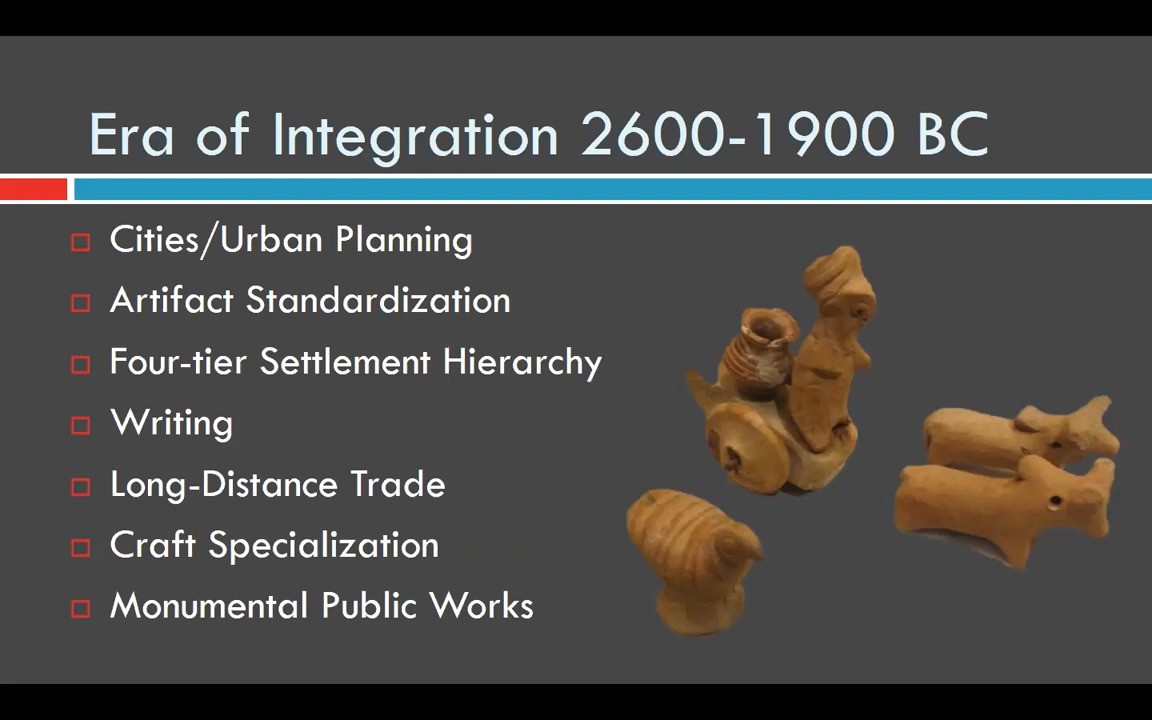 Era of Integration 2600-1900 BC
Cities/Urban Planning
Artifact Standardization
Four-tier Settlement Hierarchy
Writing
Long-Distance Trade
Craft Specialization
Monumental Public Works